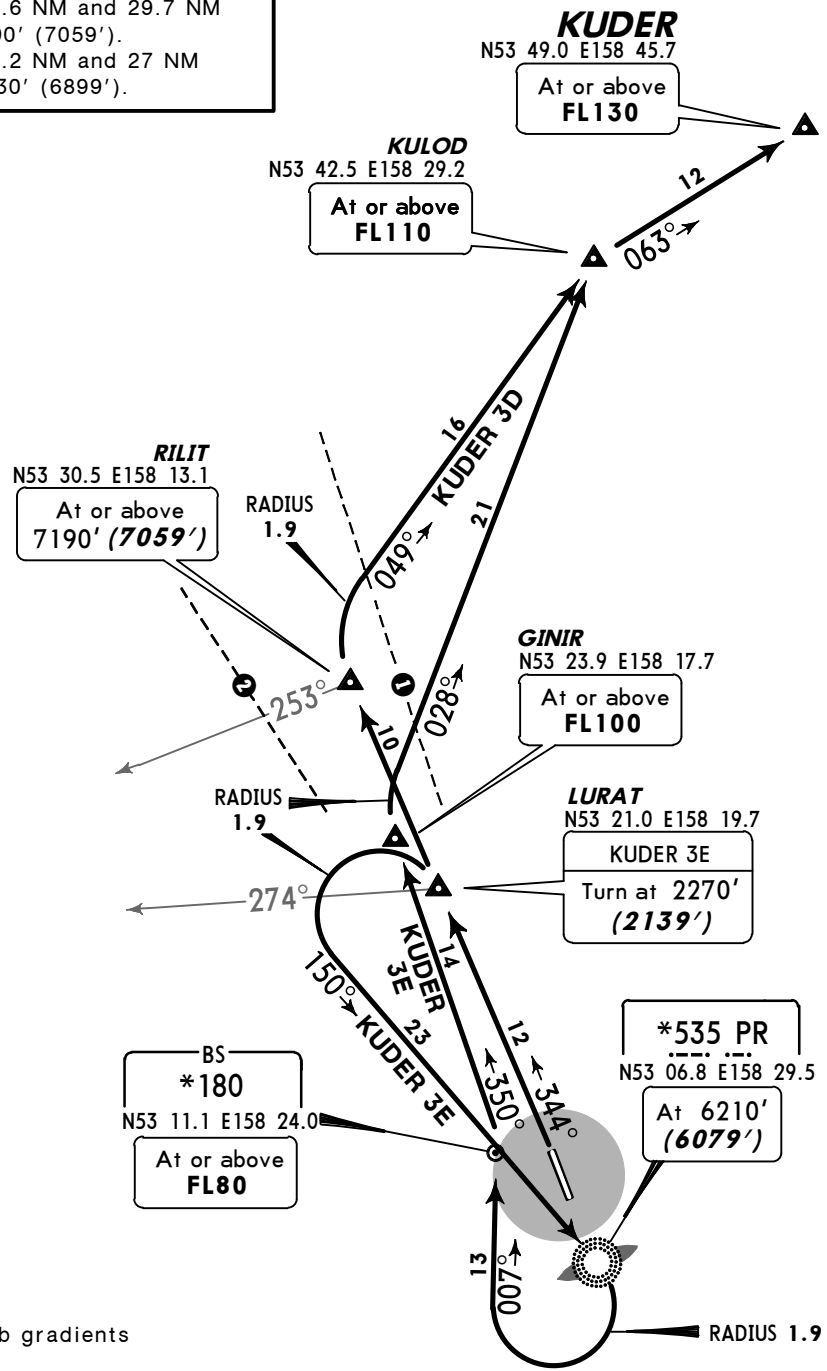 .6 NM and 29.7 NM
00' (7059').
.2 NM and 27 NM
30' (6899').
KUDER
N53 49.0 E158 45.7
At or above
FL130
KULOD
N53 42.5 E158 29.2
At or above
FL110
12
063°
16
KUDER 3D
21
RILIT
N53 30.5 E158 13.1
At or above
7190' (7059')
RADIUS
1.9
049°
GINIR
N53 23.9 E158 17.7
At or above
FL100
2
1
253°
028°
10
RADIUS
1.9
LURAT
N53 21.0 E158 19.7
KUDER 3E
Turn at 2270'
(2139')
274°
KUDER
3E
14
150°
23
KUDER 3E
12
350°
344°
*535 PR
N53 06.8 E158 29.5
At 6210'
(6079')
BS
*180
N53 11.1 E158 24.0
At or above
FL80
13
007°
RADIUS 1.9
b gradients